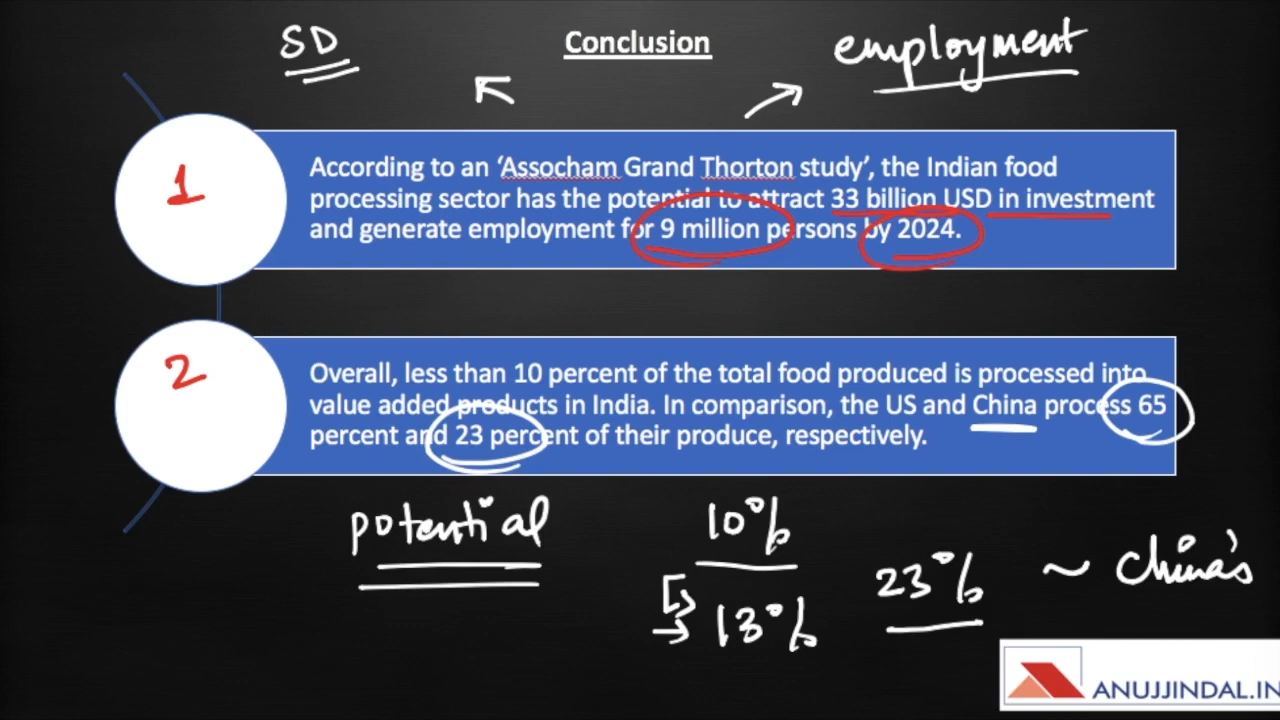 SD
Conclusion
employment
1
According to an 'Assocham Grand Thorton study', the Indian food
processing sector has the potential to attract 33 billion USD in investment
and generate employment for 9 million persons by 2024.
2
Overall, less than 10 percent of the total food produced is processed into
value added products in India. In comparison, the US and China process 65
percent and 23 percent of their produce, respectively.
potential
10%
13%
23% ~ China's
ANUJJINDAL.IN